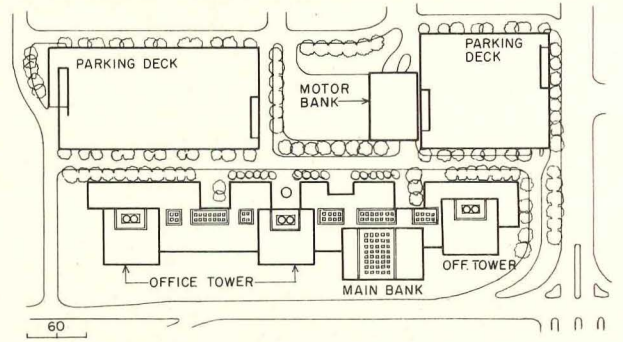 PARKING DECK
PARKING
DECK
MOTOR
BANK
OFFICE TOWER
MAIN BANK
OFF. TOWER
60